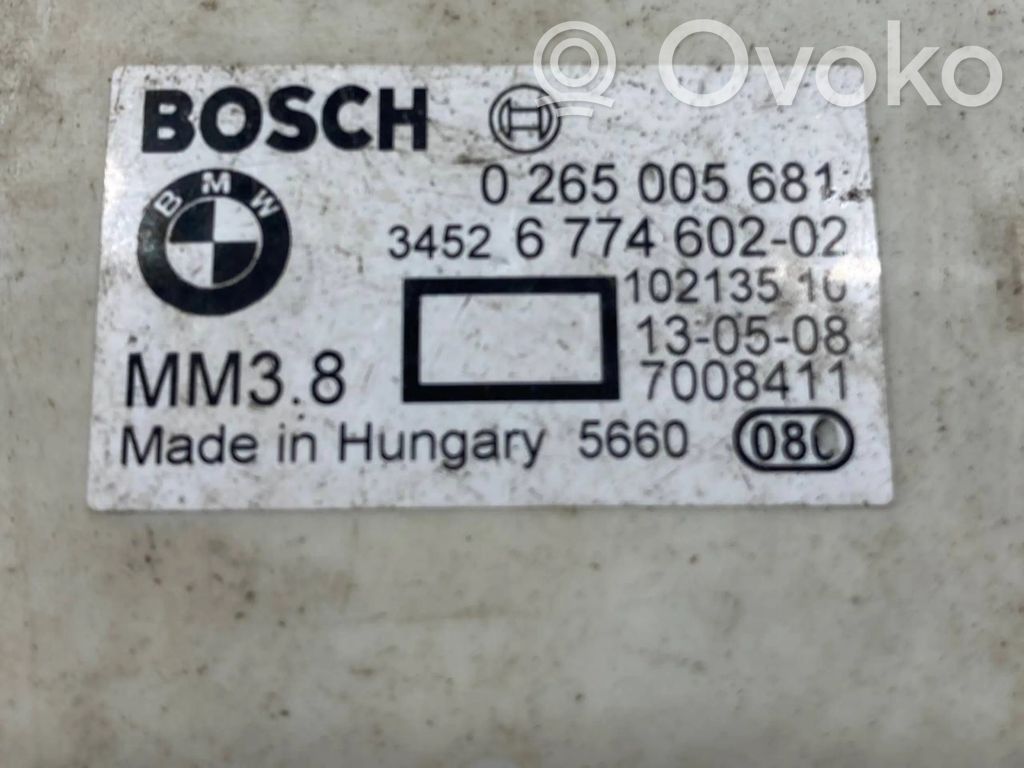 Ovoko
BOSCH
0 265 005 681
BMW
3452 6 774 602-02
102135
13-05-08
MM3.8
7008411
Made in Hungary 5660